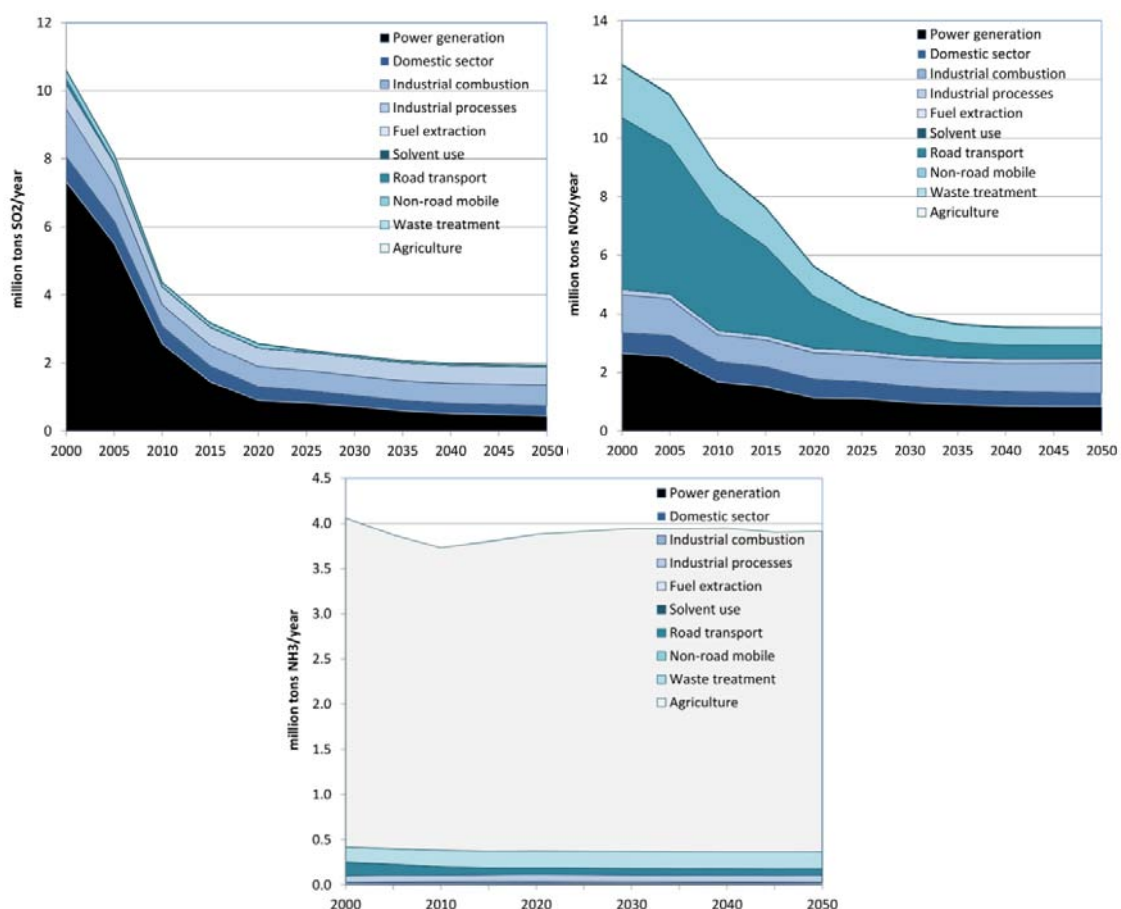 12
10
8
6
4
2
0
million tons SO2/year
Power generation
Domestic sector
Industrial combustion
Industrial processes
Fuel extraction
Solvent use
Road transport
Non-road mobile
Waste treatment
Agriculture
2000 2005 2010 2015 2020 2025 2030 2035 2040 2045 2050
14
12
10
8
6
4
2
0
million tons NOx/year
Power generation
Domestic sector
Industrial combustion
Industrial processes
Fuel extraction
Solvent use
Road transport
Non-road mobile
Waste treatment
Agriculture
2000 2005 2010 2015 2020 2025 2030 2035 2040 2045 2050
4.5
4.0
3.5
3.0
2.5
2.0
1.5
1.0
0.5
0.0
million tons NH3/year
Power generation
Domestic sector
Industrial combustion
Industrial processes
Fuel extraction
Solvent use
Road transport
Non-road mobile
Waste treatment
Agriculture
2000 2010 2020 2030 2040 2050